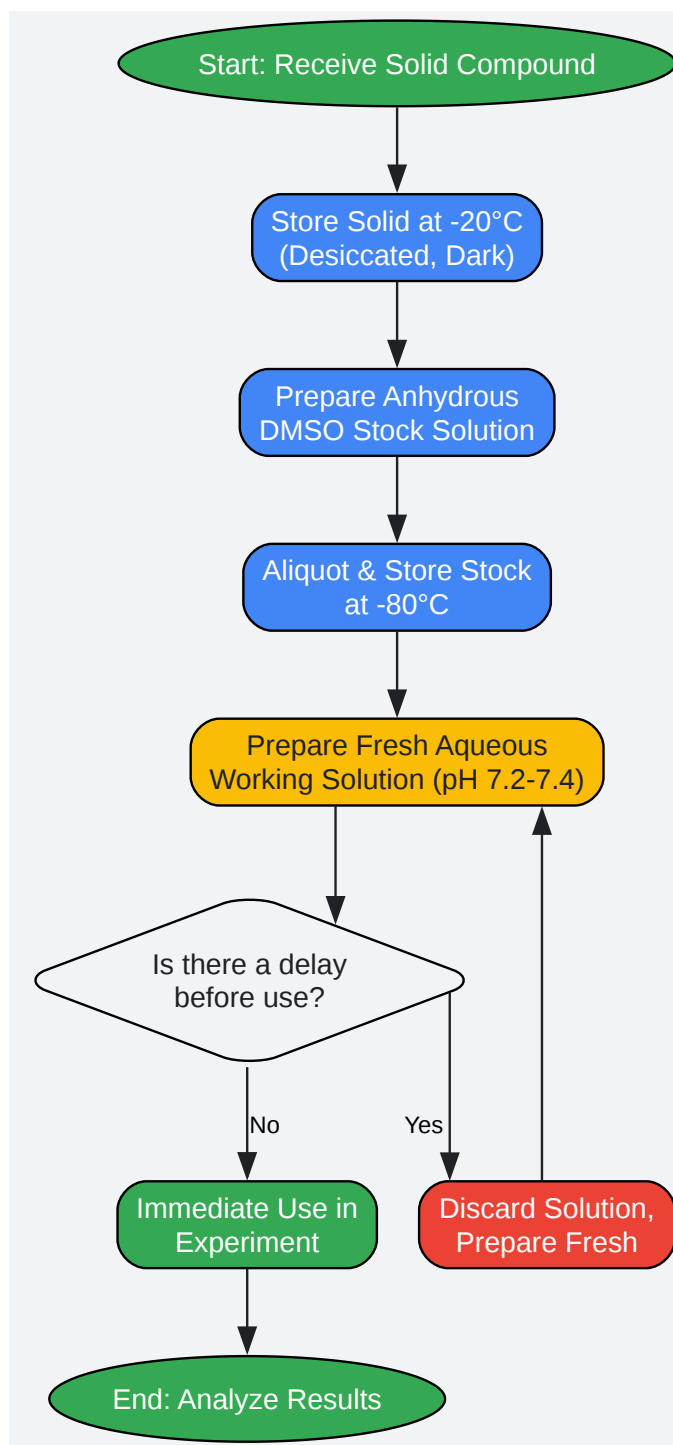 Start: Receive Solid Compound
Store Solid at -20°C
(Desiccated, Dark)
Prepare Anhydrous
DMSO Stock Solution
Aliquot & Store Stock
at -80°C
Prepare Fresh Aqueous
Working Solution (pH 7.2-7.4)
Is there a delay
before use?
No
Yes
Immediate Use in
Experiment
Discard Solution,
Prepare Fresh
End: Analyze Results